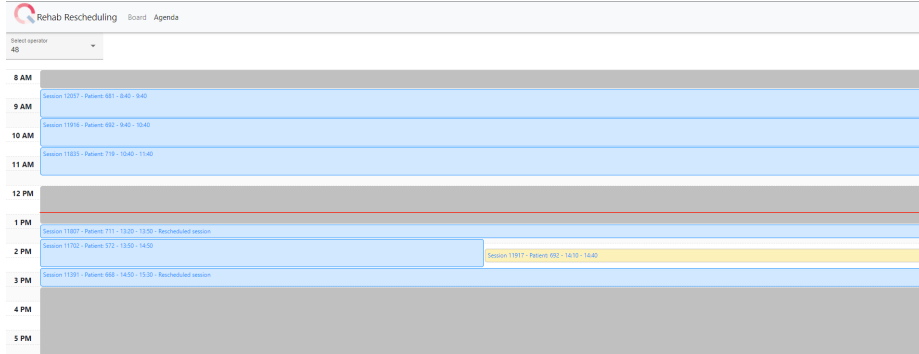 Rehab Rescheduling Board Agenda
Select operator
48
8 AM
Session 12037 - Patient: 681 - 8:40 - 9:40
9 AM
Session 11916 - Patient: 692 - 9:40 - 10:40
10 AM
Session 11835 - Patient: 719 - 10:40 - 11:40
11 AM
12 PM
1 PM
Session 11807 - Patient: 711 - 13:20 - 13:50 - Rescheduled session
Session 11702 - Patient: 572 - 13:50 - 14:50
2 PM
Session 11917 - Patient: 692 - 14:10 - 14:40
Session 11391 - Patient: 668 - 14:50 - 15:30 - Rescheduled session
3 PM
4 PM
5 PM